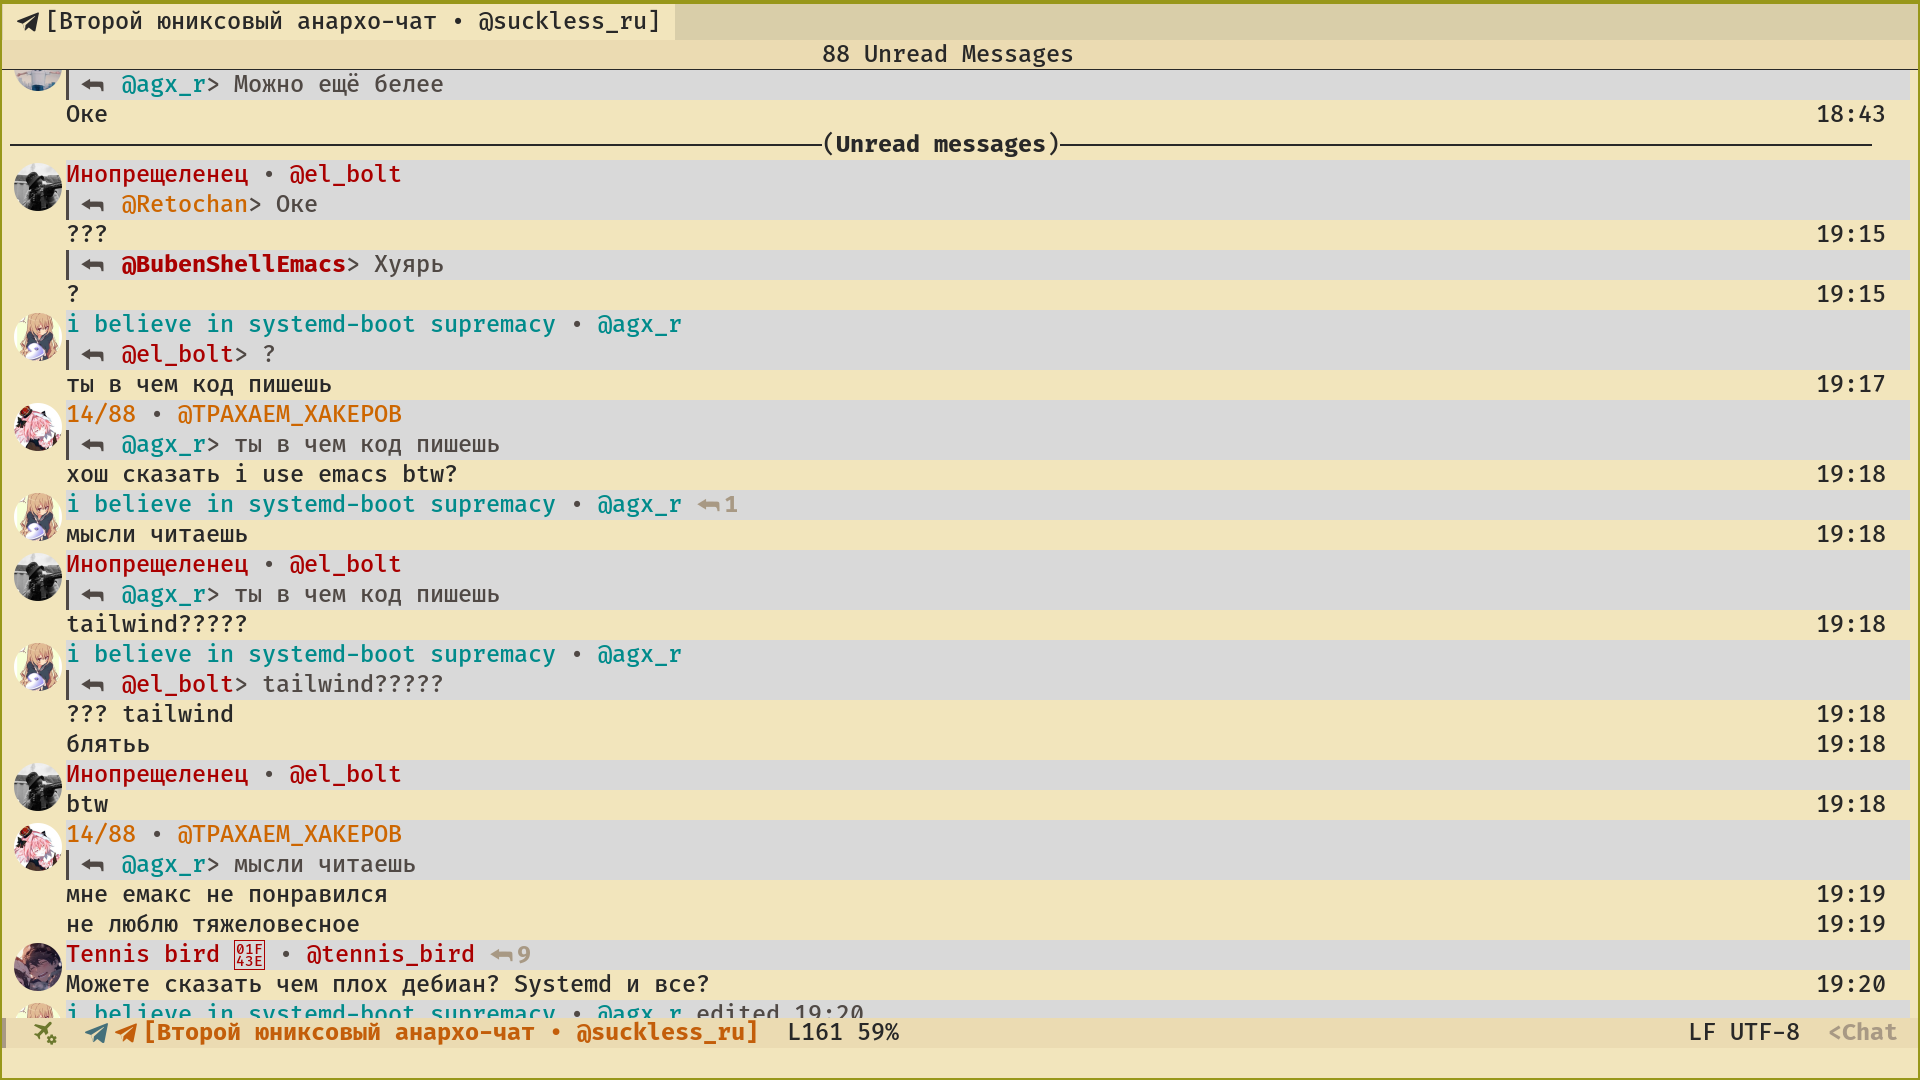 [Второй юниксовый анархо-чат • @suckless_ru]
88 Unread Messages
@agx_r> Можно ещё белее
Оке 18:43
(Unread messages)
Инопрещеленец • @el_bolt
@Retochan> Оке
??? 19:15
@BubenShellEmacs> Хуярь
? 19:15
i believe in systemd-boot supremacy • @agx_r
@el_bolt> ?
ты в чем код пишешь 19:17
14/88 • @ТРАХАЕМ_ХАКЕРОВ
@agx_r> ты в чем код пишешь
хош сказать i use emacs btw? 19:18
i believe in systemd-boot supremacy • @agx_r 1
мысли читаешь 19:18
Инопрещеленец • @el_bolt
@agx_r> ты в чем код пишешь
tailwind????? 19:18
i believe in systemd-boot supremacy • @agx_r
@el_bolt> tailwind?????
??? tailwind 19:18
блятьь 19:18
Инопрещеленец • @el_bolt
btw 19:18
14/88 • @ТРАХАЕМ_ХАКЕРОВ
@agx_r> мысли читаешь
мне емакс не понравился 19:19
не люблю тяжеловесное 19:19
Tennis bird 01F43E • @tennis_bird 9
Можете сказать чем плох дебиан? Systemd и все? 19:20
i believe in systemd-boot supremacy • @agx_r edited 19:20
[Второй юниксовый анархо-чат • @suckless_ru] L161 59% LF UTF-8 <Chat